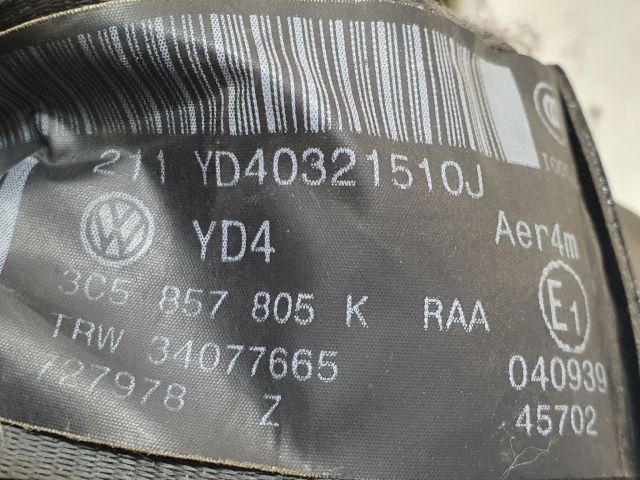 211 YD40321510J
YD4 Aer4m
3C5 857 805 K RAA E1
TRW 34077665 040939
727978 Z 45702